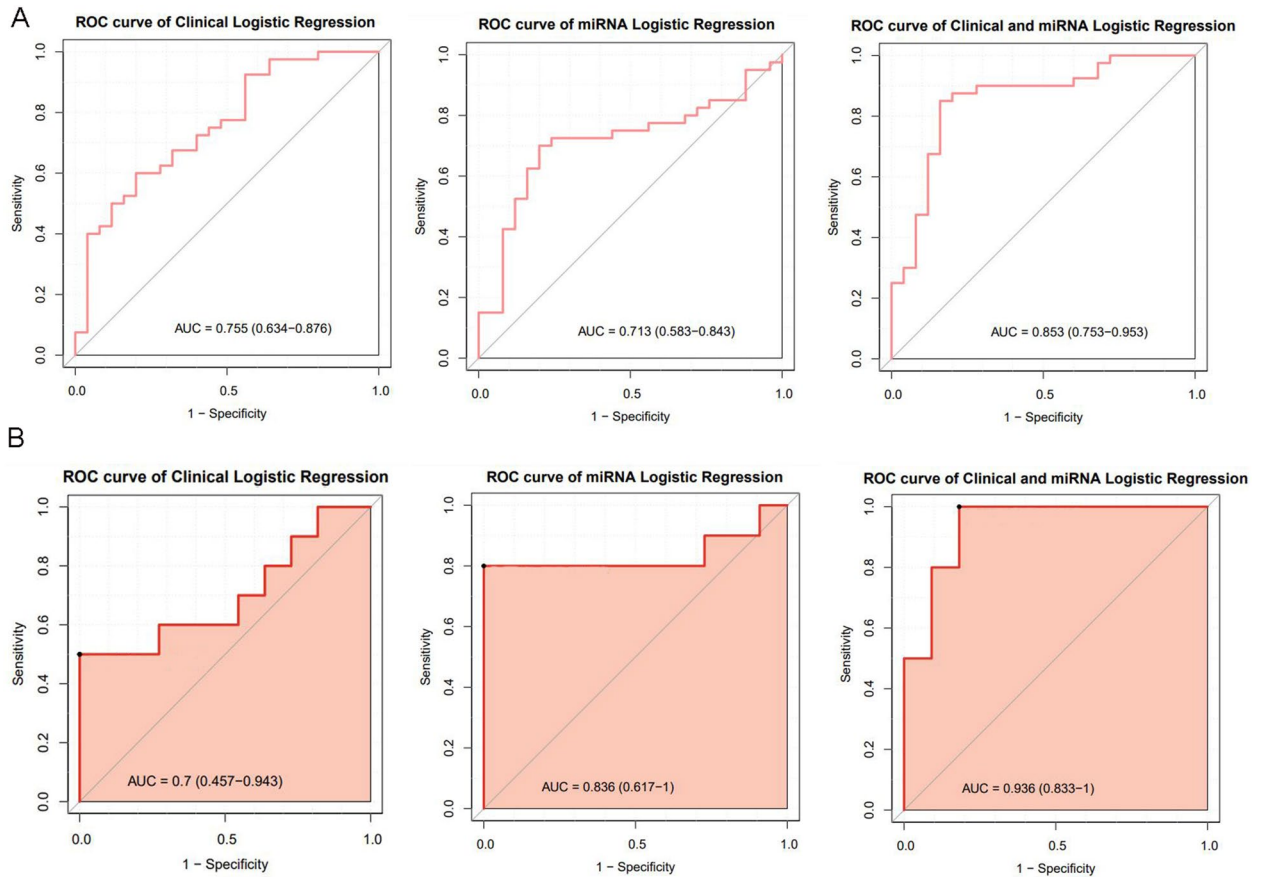 A
ROC curve of Clinical Logistic Regression
Sensitivity
0.0
0.2
0.4
0.6
0.8
1.0
AUC = 0.755 (0.634−0.876)
0.0 0.5 1.0
1 − Specificity
ROC curve of miRNA Logistic Regression
Sensitivity
0.0
0.2
0.4
0.6
0.8
1.0
AUC = 0.713 (0.583−0.843)
0.0 0.5 1.0
1 − Specificity
ROC curve of Clinical and miRNA Logistic Regression
Sensitivity
0.0
0.2
0.4
0.6
0.8
1.0
AUC = 0.853 (0.753−0.953)
0.0 0.5 1.0
1 − Specificity
B
ROC curve of Clinical Logistic Regression
Sensitivity
0.0
0.2
0.4
0.6
0.8
1.0
AUC = 0.7 (0.457−0.943)
0.0 0.5 1.0
1 − Specificity
ROC curve of miRNA Logistic Regression
Sensitivity
0.0
0.2
0.4
0.6
0.8
1.0
AUC = 0.836 (0.617−1)
0.0 0.5 1.0
1 − Specificity
ROC curve of Clinical and miRNA Logistic Regression
Sensitivity
0.0
0.2
0.4
0.6
0.8
1.0
AUC = 0.936 (0.833−1)
0.0 0.5 1.0
1 − Specificity